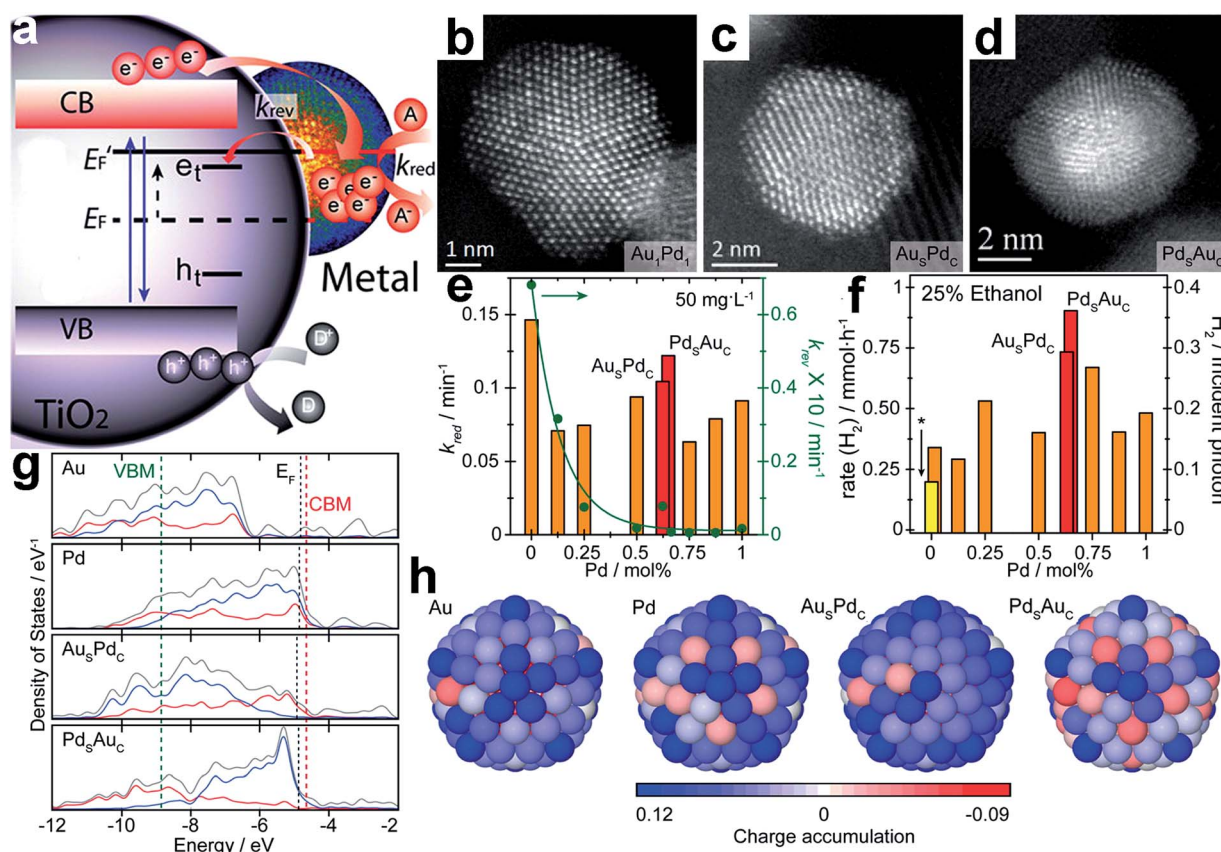 a
e⁻ e⁻ e⁻
CB
k_rev
A
E_F'
e_t
k_red
e⁻ e⁻
e⁻ e⁻
A⁻
E_F
h_t
Metal
VB
h⁺ h⁺ h⁺
D⁺
D
TiO₂
b
1 nm
Au₁Pd₁
c
2 nm
Au_SPd_C
d
2 nm
Pd_SAu_C
e
50 mg·L⁻¹
Pd_SAu_C
Au_SPd_C
k_red / min⁻¹
0.15
0.1
0.05
0
0.6
0.4
0.2
0
k_rev X 10 / min⁻¹
0 0.25 0.5 0.75 1
Pd / mol%
f
25% Ethanol
Pd_SAu_C
Au_SPd_C
*
rate (H₂) / mmol·h⁻¹
1
0.75
0.50
0.25
0
0.4
0.3
0.2
0.1
0
H₂ / incident photon
0 0.25 0.5 0.75 1
Pd / mol%
g
Au
VBM
E_F
CBM
Pd
Au_SPd_C
Pd_SAu_C
Density of States / eV⁻¹
-12 -10 -8 -6 -4 -2
Energy / eV
h
Au
Pd
Au_SPd_C
Pd_SAu_C
0.12 0 -0.09
Charge accumulation